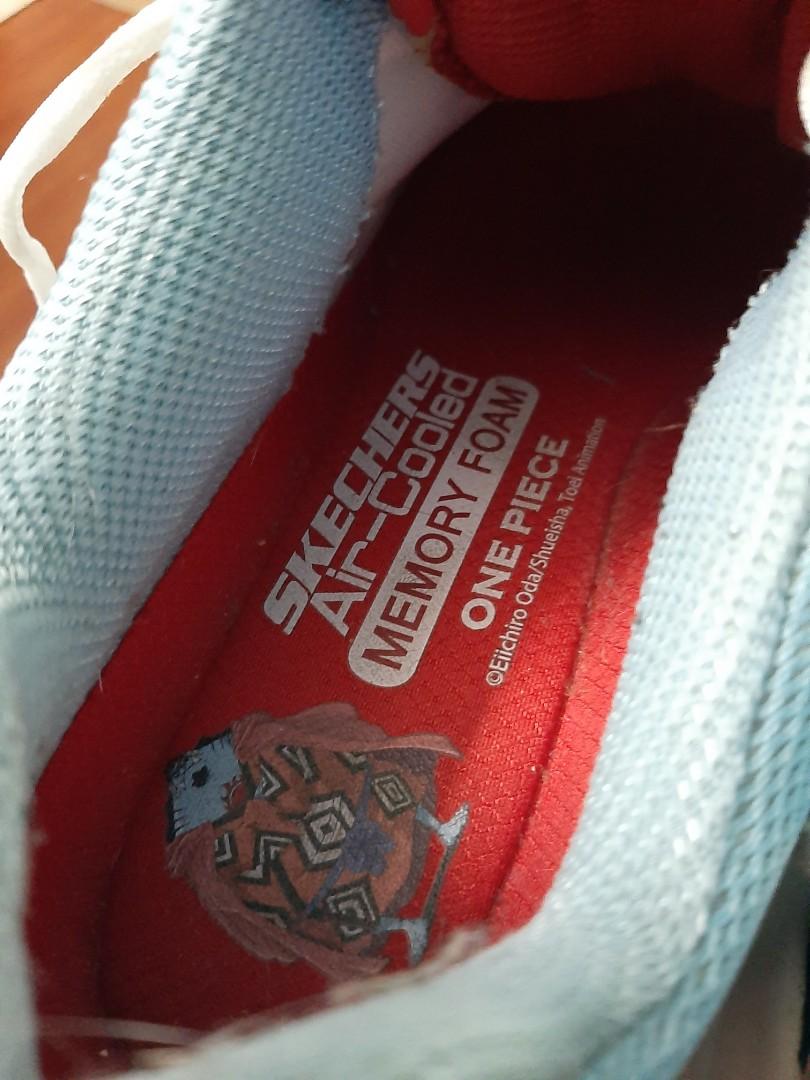 SKECHERS
Air-Cooled
MEMORY FOAM
ONE PIECE
©Eiichiro Oda/Shueisha, Toei Animation